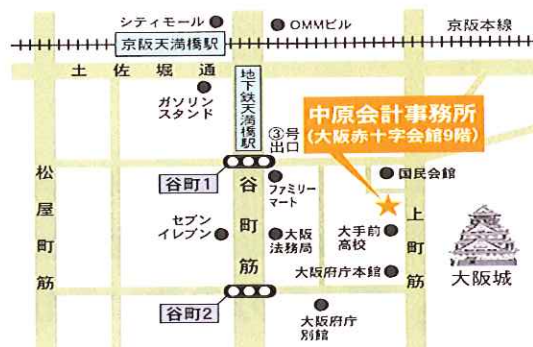 シティモール
OMMビル
京阪本線
京阪天満橋駅
土佐堀通
ガソリン
スタンド
地下鉄天満橋駅
③号
出口
中原会計事務所
(大阪赤十字会館9階)
国民会館
谷町1
ファミリー
マート
松屋町筋
谷町筋
上町筋
セブン
イレブン
大阪
法務局
大手前
高校
大阪府庁本館
大阪城
谷町2
大阪府庁
別館